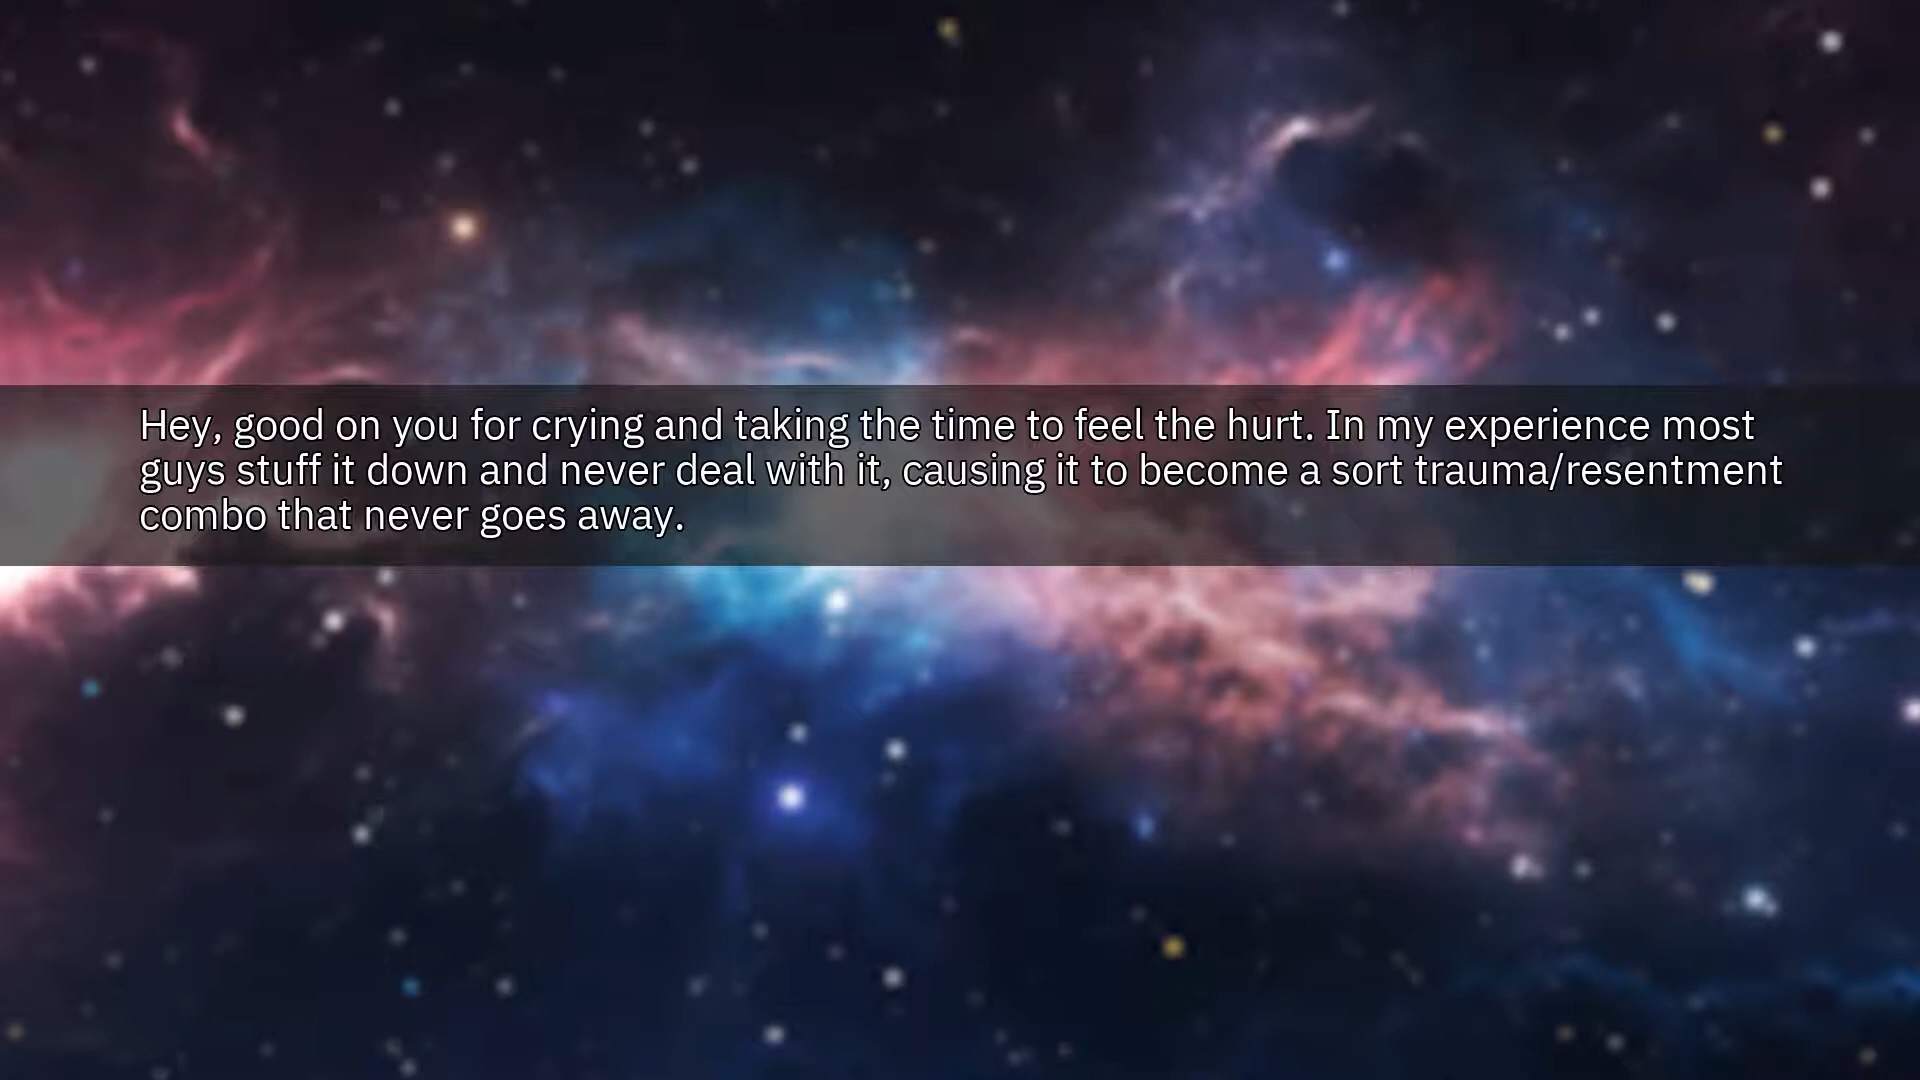 Hey, good on you for crying and taking the time to feel the hurt. In my experience most
guys stuff it down and never deal with it, causing it to become a sort trauma/resentment
combo that never goes away.